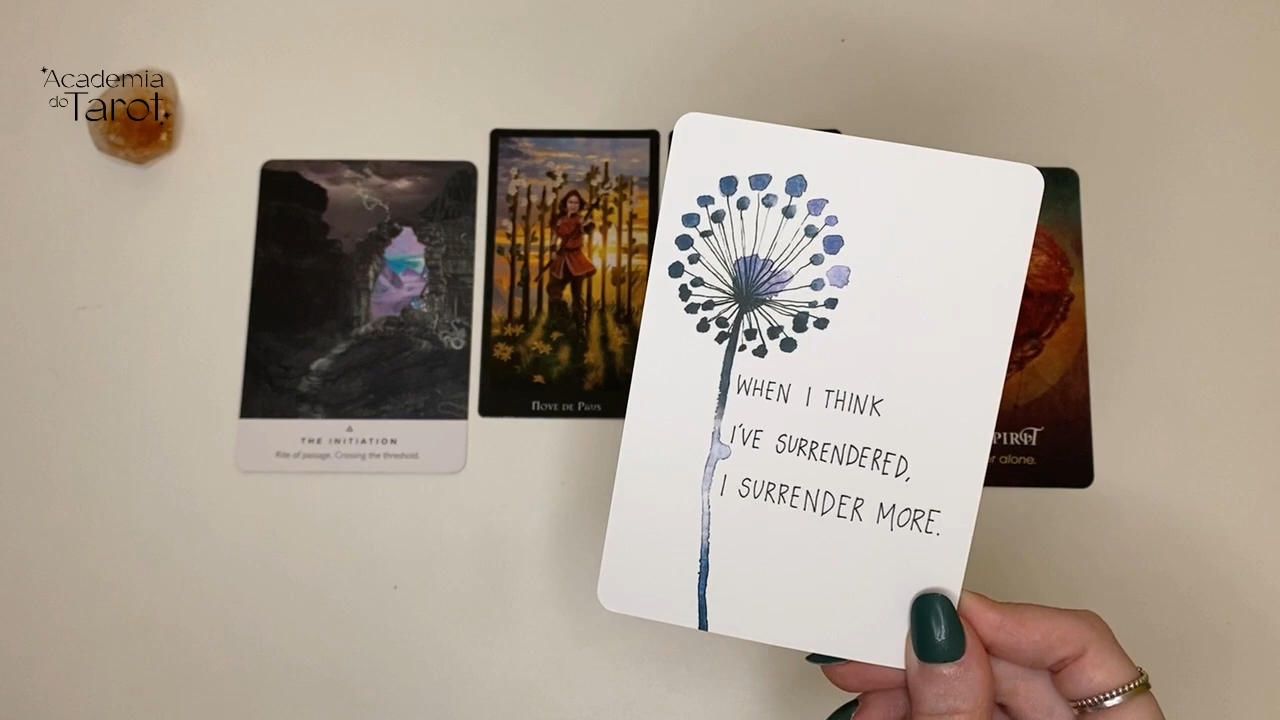 Academia
do Tarot
THE INITIATION
Rite of passage. Crossing the threshold.
NOVE DE PAUS
WHEN I THINK
I'VE SURRENDERED,
I SURRENDER MORE.
alone.